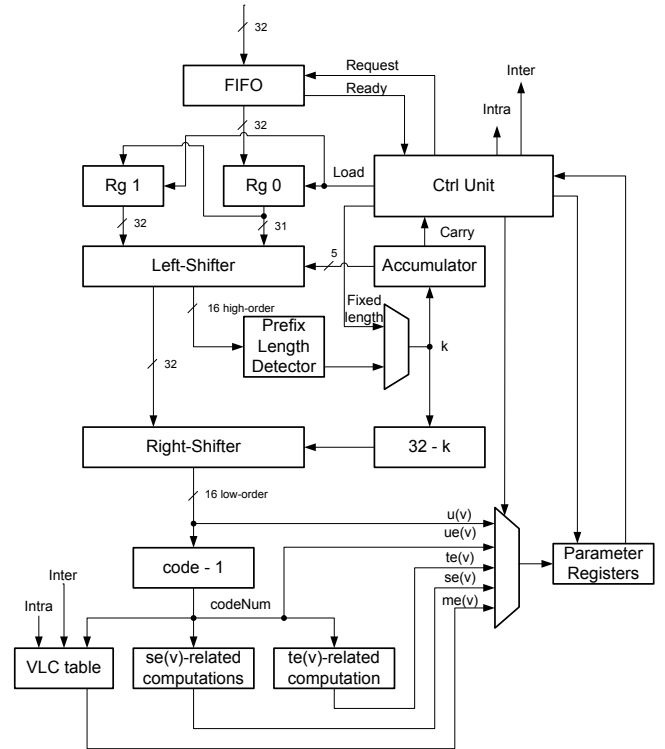 32
Request
Inter
FIFO
Ready
Intra
32
Load
Rg 1
Rg 0
Ctrl Unit
32
31
Carry
5
Left-Shifter
Accumulator
16 high-order
Fixed
length
Prefix
Length
Detector
k
32
Right-Shifter
32 - k
16 low-order
u(v)
ue(v)
code - 1
te(v)
Parameter
Registers
Inter
se(v)
Intra
codeNum
me(v)
VLC table
se(v)-related
computations
te(v)-related
computation